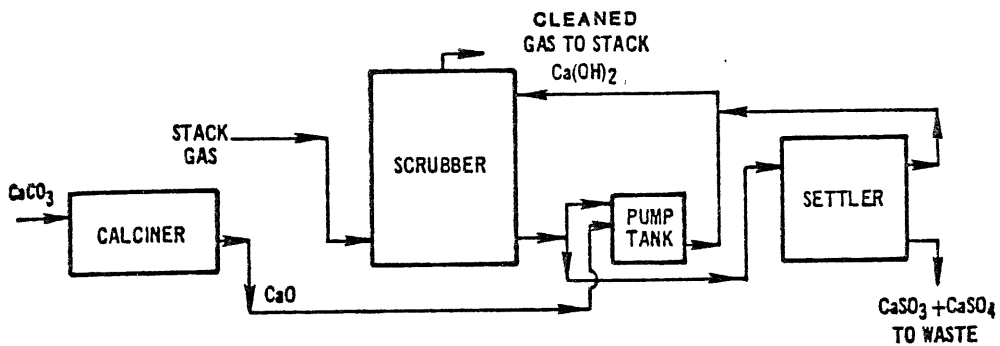 CLEANED
GAS TO STACK
Ca(OH)2
STACK
GAS
SCRUBBER
CaCO3
CALCINER
PUMP
TANK
SETTLER
CaO
CaSO3+CaSO4
TO WASTE